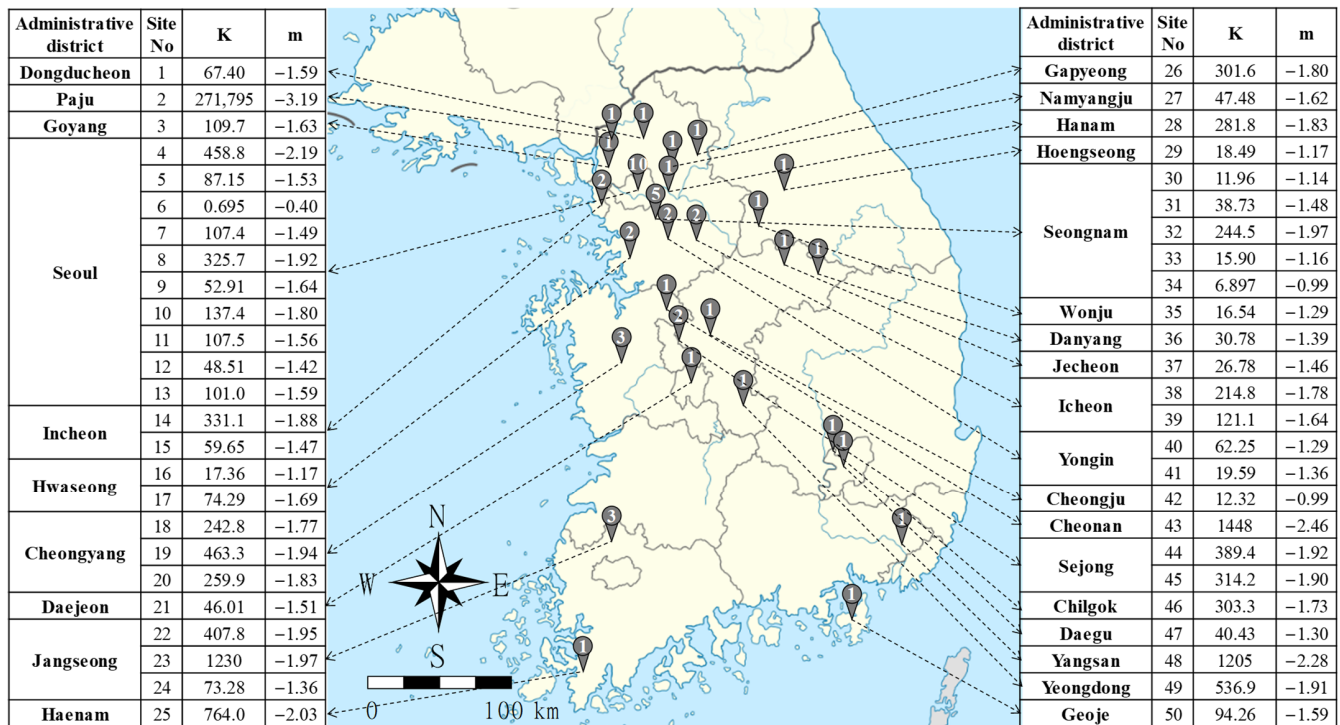 Administrative district Site No K m
Dongducheon 1 67.40 −1.59
Paju 2 271,795 −3.19
Goyang 3 109.7 −1.63
Seoul
4 458.8 −2.19
5 87.15 −1.53
6 0.695 −0.40
7 107.4 −1.49
8 325.7 −1.92
9 52.91 −1.64
10 137.4 −1.80
11 107.5 −1.56
12 48.51 −1.42
13 101.0 −1.59
Incheon
14 331.1 −1.88
15 59.65 −1.47
Hwaseong
16 17.36 −1.17
17 74.29 −1.69
Cheongyang
18 242.8 −1.77
19 463.3 −1.94
20 259.9 −1.83
Daejeon 21 46.01 −1.51
Jangseong
22 407.8 −1.95
23 1230 −1.97
24 73.28 −1.36
Haenam 25 764.0 −2.03
1 1
1 1 1
10 1 1
2
5 1
2 2
2 1 1
1
2 1
3
1
1
1
1
3 1
1
1
N
W E
S
0 100 km
Administrative district Site No K m
Gapyeong 26 301.6 −1.80
Namyangju 27 47.48 −1.62
Hanam 28 281.8 −1.83
Hoengseong 29 18.49 −1.17
Seongnam
30 11.96 −1.14
31 38.73 −1.48
32 244.5 −1.97
33 15.90 −1.16
34 6.897 −0.99
Wonju 35 16.54 −1.29
Danyang 36 30.78 −1.39
Jecheon 37 26.78 −1.46
Icheon
38 214.8 −1.78
39 121.1 −1.64
Yongin
40 62.25 −1.29
41 19.59 −1.36
Cheongju 42 12.32 −0.99
Cheonan 43 1448 −2.46
Sejong
44 389.4 −1.92
45 314.2 −1.90
Chilgok 46 303.3 −1.73
Daegu 47 40.43 −1.30
Yangsan 48 1205 −2.28
Yeongdong 49 536.9 −1.91
Geoje 50 94.26 −1.59